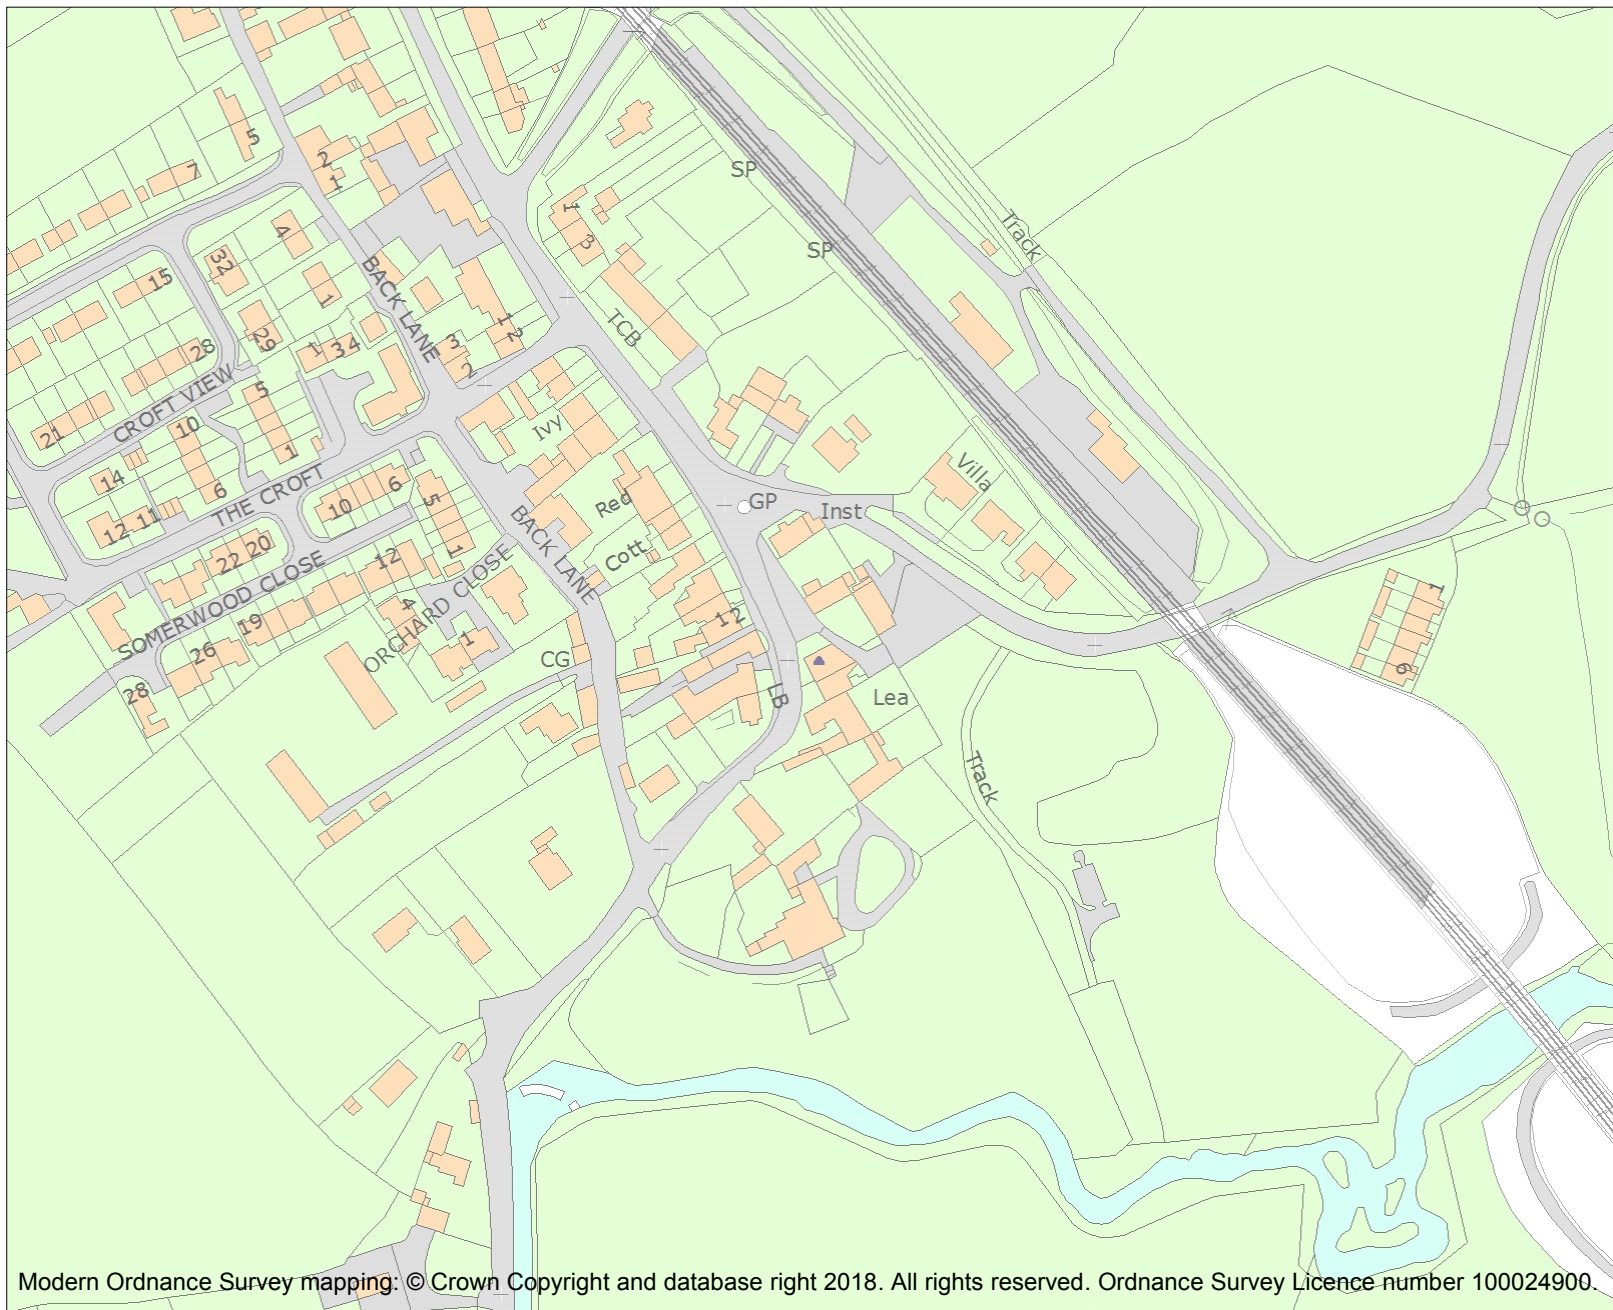 5
2
1
7
SP
Track
4
1
3
SP
32
15
BACK LANE
1
TCB
1 2
29
3
28
1
3 4
2
5
CROFT VIEW
10
Ivy
21
1
Villa
14
6
6
THE CROFT
10
5
Red
GP
Inst
12
11
BACK LANE
22 20
1
Cott
12
ORCHARD CLOSE
SOMERWOOD CLOSE
4
1 2
1
19
1
26
CG
6
28
LB
Lea
Track
Modern Ordnance Survey mapping: © Crown Copyright and database right 2018. All rights reserved. Ordnance Survey Licence number 100024900.